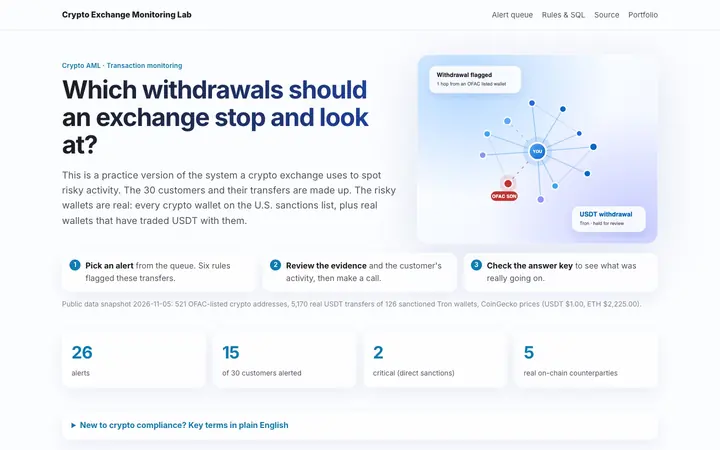 Crypto Exchange Monitoring Lab
Alert queue Rules & SQL Source Portfolio
Crypto AML · Transaction monitoring
Which withdrawals should
an exchange stop and look
at?
This is a practice version of the system a crypto exchange uses to spot
risky activity. The 30 customers and their transfers are made up. The risky
wallets are real: every crypto wallet on the U.S. sanctions list, plus real
wallets that have traded USDT with them.
Withdrawal flagged
1 hop from an OFAC listed wallet
YOU
OFAC SDN
USDT withdrawal
Tron · held for review
1 Pick an alert from the queue. Six rules
flagged these transfers.
2 Review the evidence and the customer's
activity, then make a call.
3 Check the answer key to see what was
really going on.
Public data snapshot 2026-11-05: 521 OFAC-listed crypto addresses, 5,170 real USDT transfers of 126 sanctioned Tron wallets, CoinGecko prices (USDT $1.00, ETH $2,225.00).
26
alerts
15
of 30 customers alerted
2
critical (direct sanctions)
5
real on-chain counterparties
New to crypto compliance? Key terms in plain English